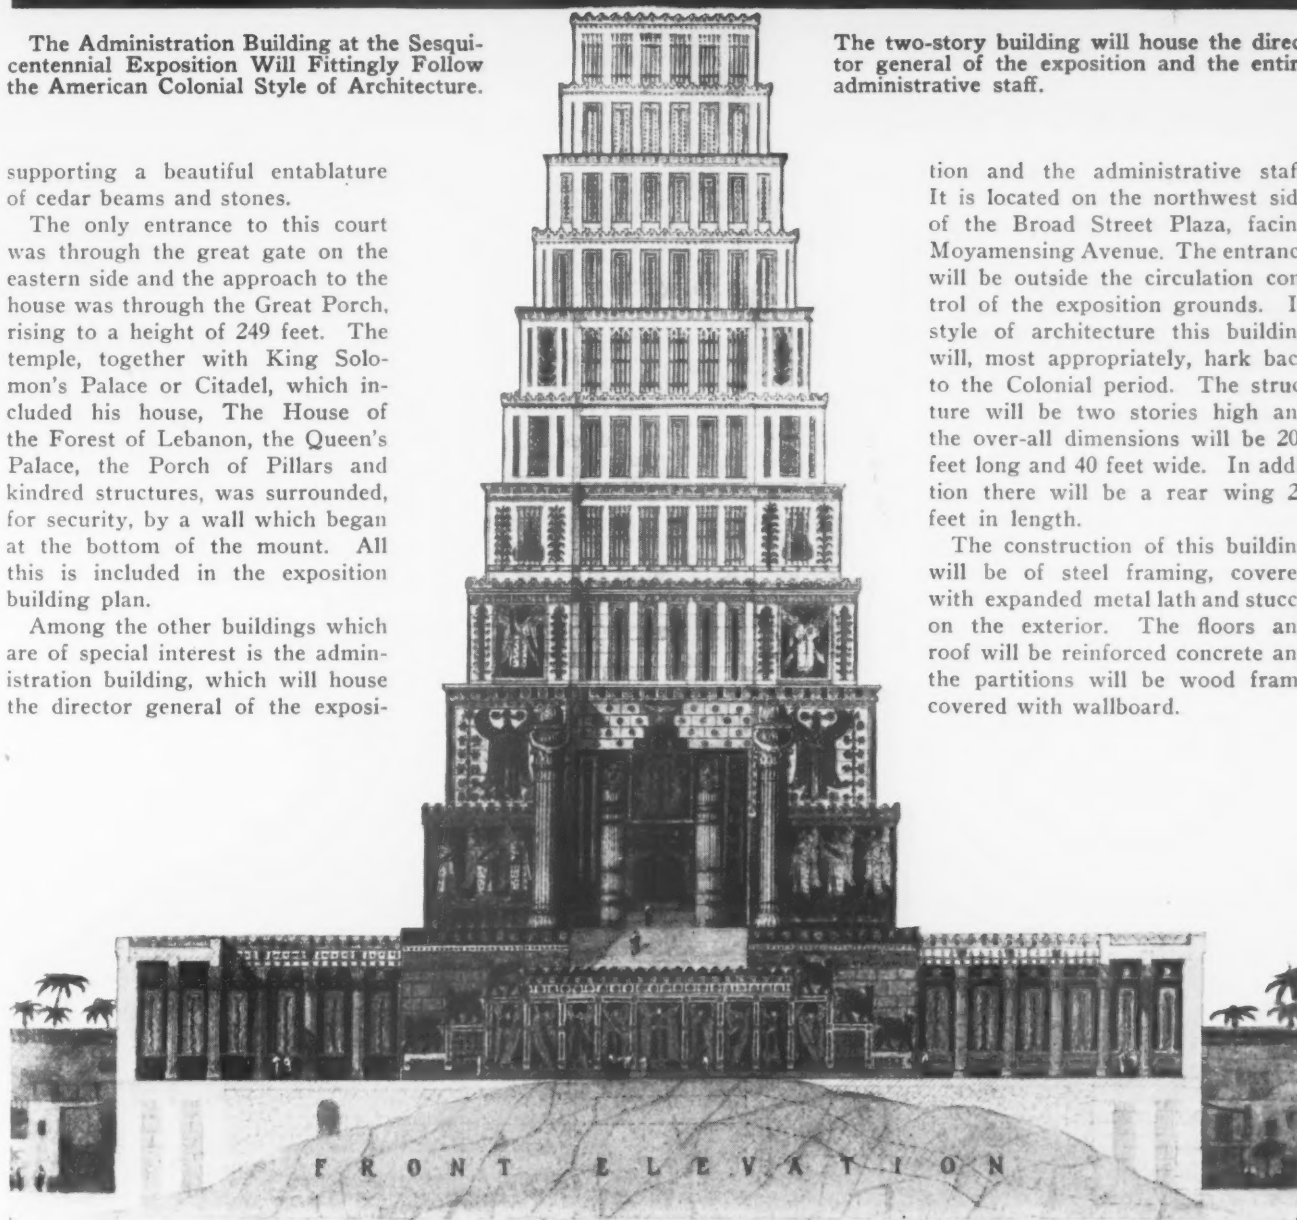 The Administration Building at the Sesqui-
centennial Exposition Will Fittingly Follow
the American Colonial Style of Architecture.
The two-story building will house the direc
tor general of the exposition and the entir
administrative staff.
supporting a beautiful entablature
of cedar beams and stones.
The only entrance to this court
was through the great gate on the
eastern side and the approach to the
house was through the Great Porch,
rising to a height of 249 feet. The
temple, together with King Solo-
mon's Palace or Citadel, which in-
cluded his house, The House of
the Forest of Lebanon, the Queen's
Palace, the Porch of Pillars and
kindred structures, was surrounded,
for security, by a wall which began
at the bottom of the mount. All
this is included in the exposition
building plan.
Among the other buildings which
are of special interest is the admin-
istration building, which will house
the director general of the exposi-
tion and the administrative staf
It is located on the northwest sid
of the Broad Street Plaza, facin
Moyamensing Avenue. The entranc
will be outside the circulation con
trol of the exposition grounds. I
style of architecture this buildin
will, most appropriately, hark bac
to the Colonial period. The struc
ture will be two stories high an
the over-all dimensions will be 20
feet long and 40 feet wide. In add
tion there will be a rear wing 2
feet in length.
The construction of this buildin
will be of steel framing, covere
with expanded metal lath and stucc
on the exterior. The floors an
roof will be reinforced concrete an
the partitions will be wood fram
covered with wallboard.
FRONT ELEVATION